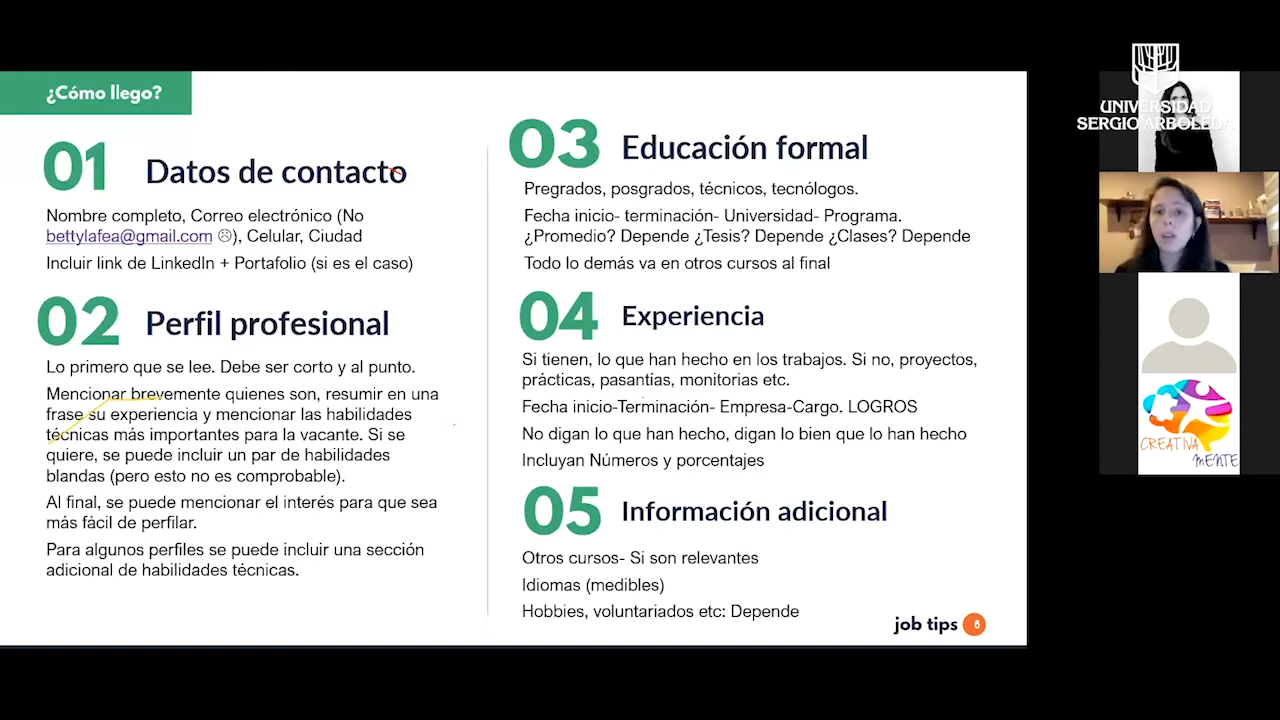 ¿Cómo llego?
01 Datos de contacto
Nombre completo, Correo electrónico (No
bettylafea@gmail.com ☹), Celular, Ciudad
Incluir link de LinkedIn + Portafolio (si es el caso)
02 Perfil profesional
Lo primero que se lee. Debe ser corto y al punto.
Mencionar brevemente quienes son, resumir en una
frase su experiencia y mencionar las habilidades
técnicas más importantes para la vacante. Si se
quiere, se puede incluir un par de habilidades
blandas (pero esto no es comprobable).
Al final, se puede mencionar el interés para que sea
más fácil de perfilar.
Para algunos perfiles se puede incluir una sección
adicional de habilidades técnicas.
03 Educación formal
Pregrados, posgrados, técnicos, tecnólogos.
Fecha inicio- terminación- Universidad- Programa.
¿Promedio? Depende ¿Tesis? Depende ¿Clases? Depende
Todo lo demás va en otros cursos al final
04 Experiencia
Si tienen, lo que han hecho en los trabajos. Si no, proyectos,
prácticas, pasantías, monitorias etc.
Fecha inicio-Terminación- Empresa-Cargo. LOGROS
No digan lo que han hecho, digan lo bien que lo han hecho
Incluyan Números y porcentajes
05 Información adicional
Otros cursos- Si son relevantes
Idiomas (medibles)
Hobbies, voluntariados etc: Depende
job tips 6
UNIVERSIDAD
SERGIO ARBOLEDA
CREATIVA
MENTE